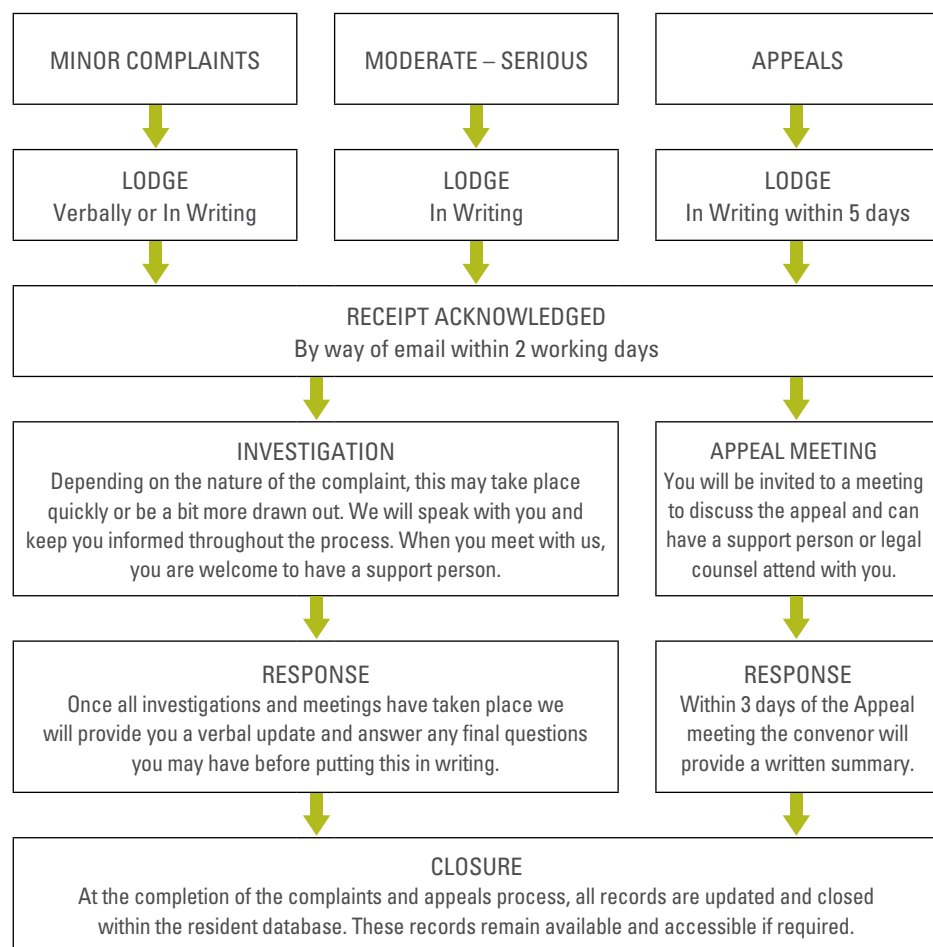 MINOR COMPLAINTS
MODERATE – SERIOUS
APPEALS
LODGE
Verbally or In Writing
LODGE
In Writing
LODGE
In Writing within 5 days
RECEIPT ACKNOWLEDGED
By way of email within 2 working days
INVESTIGATION
Depending on the nature of the complaint, this may take place
quickly or be a bit more drawn out. We will speak with you and
keep you informed throughout the process. When you meet with us,
you are welcome to have a support person.
APPEAL MEETING
You will be invited to a meeting
to discuss the appeal and can
have a support person or legal
counsel attend with you.
RESPONSE
Once all investigations and meetings have taken place we
will provide you a verbal update and answer any final questions
you may have before putting this in writing.
RESPONSE
Within 3 days of the Appeal
meeting the convenor will
provide a written summary.
CLOSURE
At the completion of the complaints and appeals process, all records are updated and closed
within the resident database. These records remain available and accessible if required.